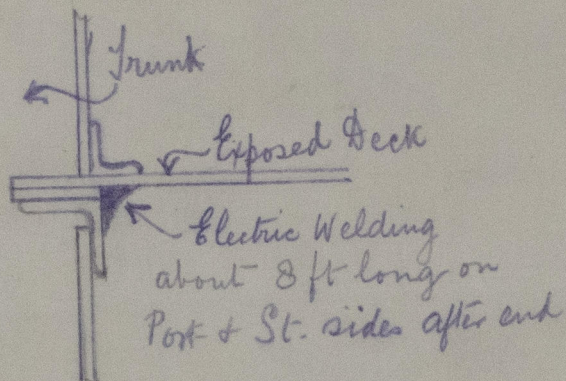 Trunk
Exposed Deck
Electric Welding
about 8 ft long on
Port & St. sides after end